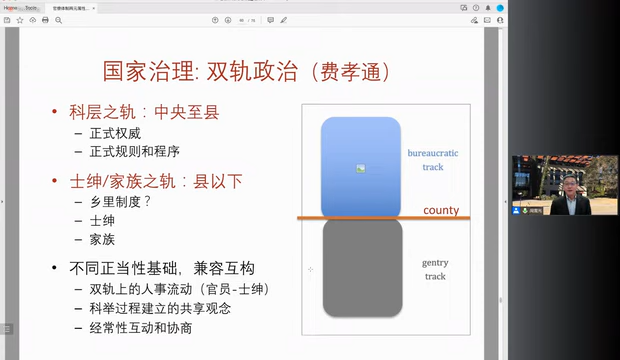 Home
国家治理: 双轨政治（费孝通）
• 科层之轨：中央至县
– 正式权威
– 正式规则和程序
• 士绅/家族之轨：县以下
– 乡里制度？
– 士绅
– 家族
• 不同正当性基础，兼容互构
– 双轨上的人事流动（官员-士绅）
– 科举过程建立的共享观念
– 经常性互动和协商
bureaucratic
track
county
gentry
track